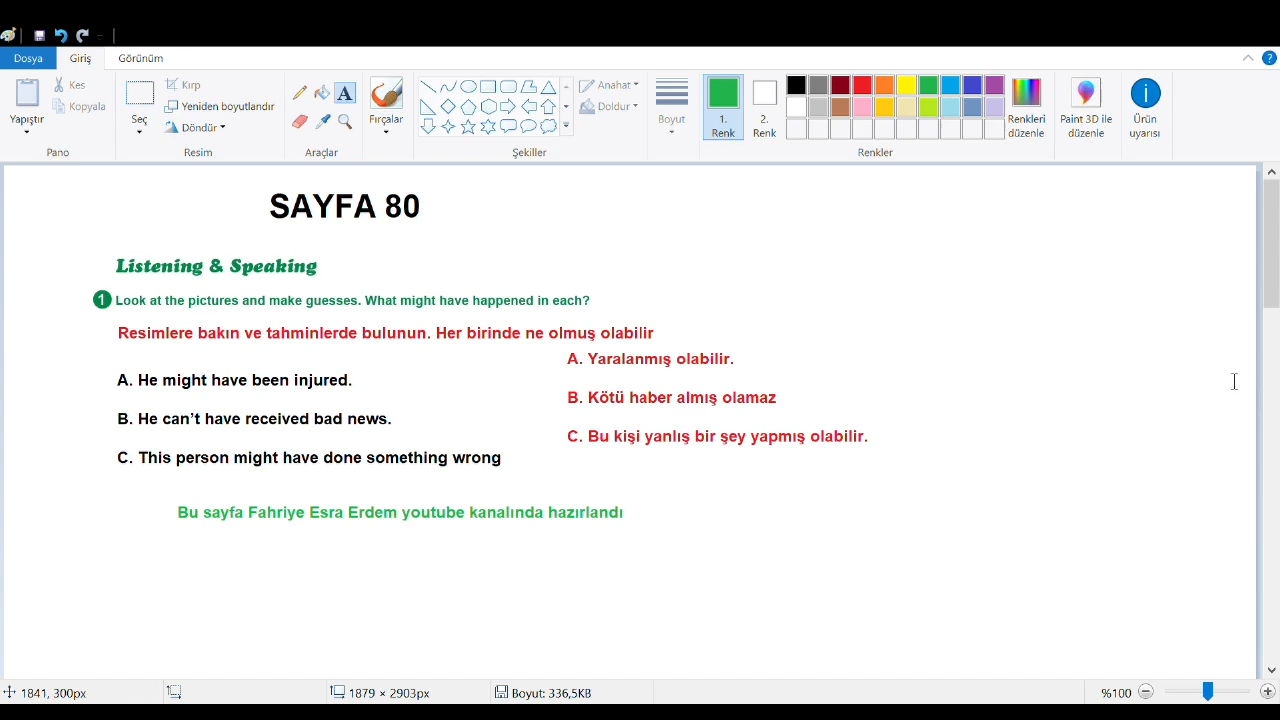 Dosya Giriş Görünüm
Yapıştır Kes Kopyala Pano
Seç Kırp Yeniden boyutlandır Döndür Resim
A Araçlar
Fırçalar
Anahat Doldur Şekiller
Boyut
1. Renk 2. Renk Renkleri düzenle Renkler
Paint 3D ile düzenle
Ürün uyarısı
SAYFA 80
Listening & Speaking
1 Look at the pictures and make guesses. What might have happened in each?
Resimlere bakın ve tahminlerde bulunun. Her birinde ne olmuş olabilir
A. Yaralanmış olabilir.
A. He might have been injured.
B. Kötü haber almış olamaz
B. He can’t have received bad news.
C. Bu kişi yanlış bir şey yapmış olabilir.
C. This person might have done something wrong
Bu sayfa Fahriye Esra Erdem youtube kanalında hazırlandı
1841, 300px 1879 × 2903px Boyut: 336,5KB %100